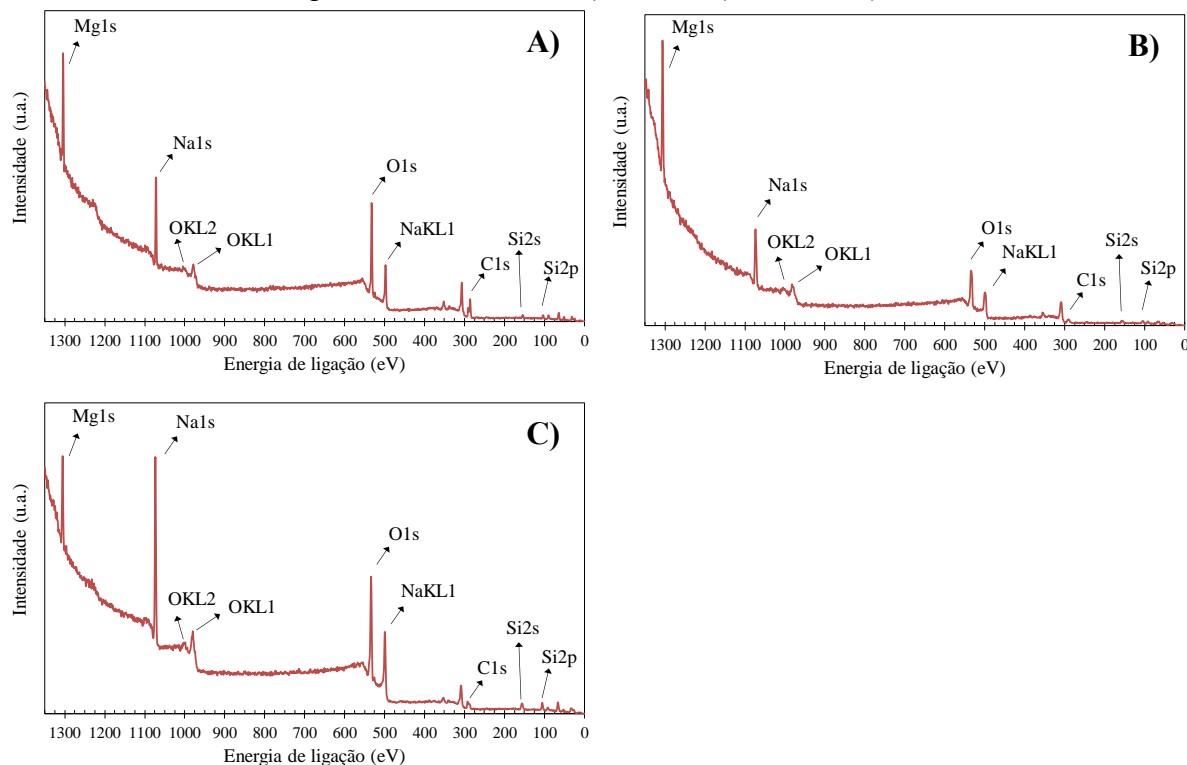 A)
Mg1s
Na1s
O1s
OKL2
OKL1
NaKL1
Si2s
C1s
Si2p
Intensidade (u.a.)
1300 1200 1100 1000 900 800 700 600 500 400 300 200 100 0
Energia de ligação (eV)
B)
Mg1s
Na1s
OKL2
OKL1
O1s
NaKL1
Si2s
C1s
Si2p
Intensidade (u.a.)
1300 1200 1100 1000 900 800 700 600 500 400 300 200 100 0
Energia de ligação (eV)
C)
Mg1s
Na1s
O1s
OKL2
OKL1
NaKL1
Si2s
C1s
Si2p
Intensidade (u.a.)
1300 1200 1100 1000 900 800 700 600 500 400 300 200 100 0
Energia de ligação (eV)